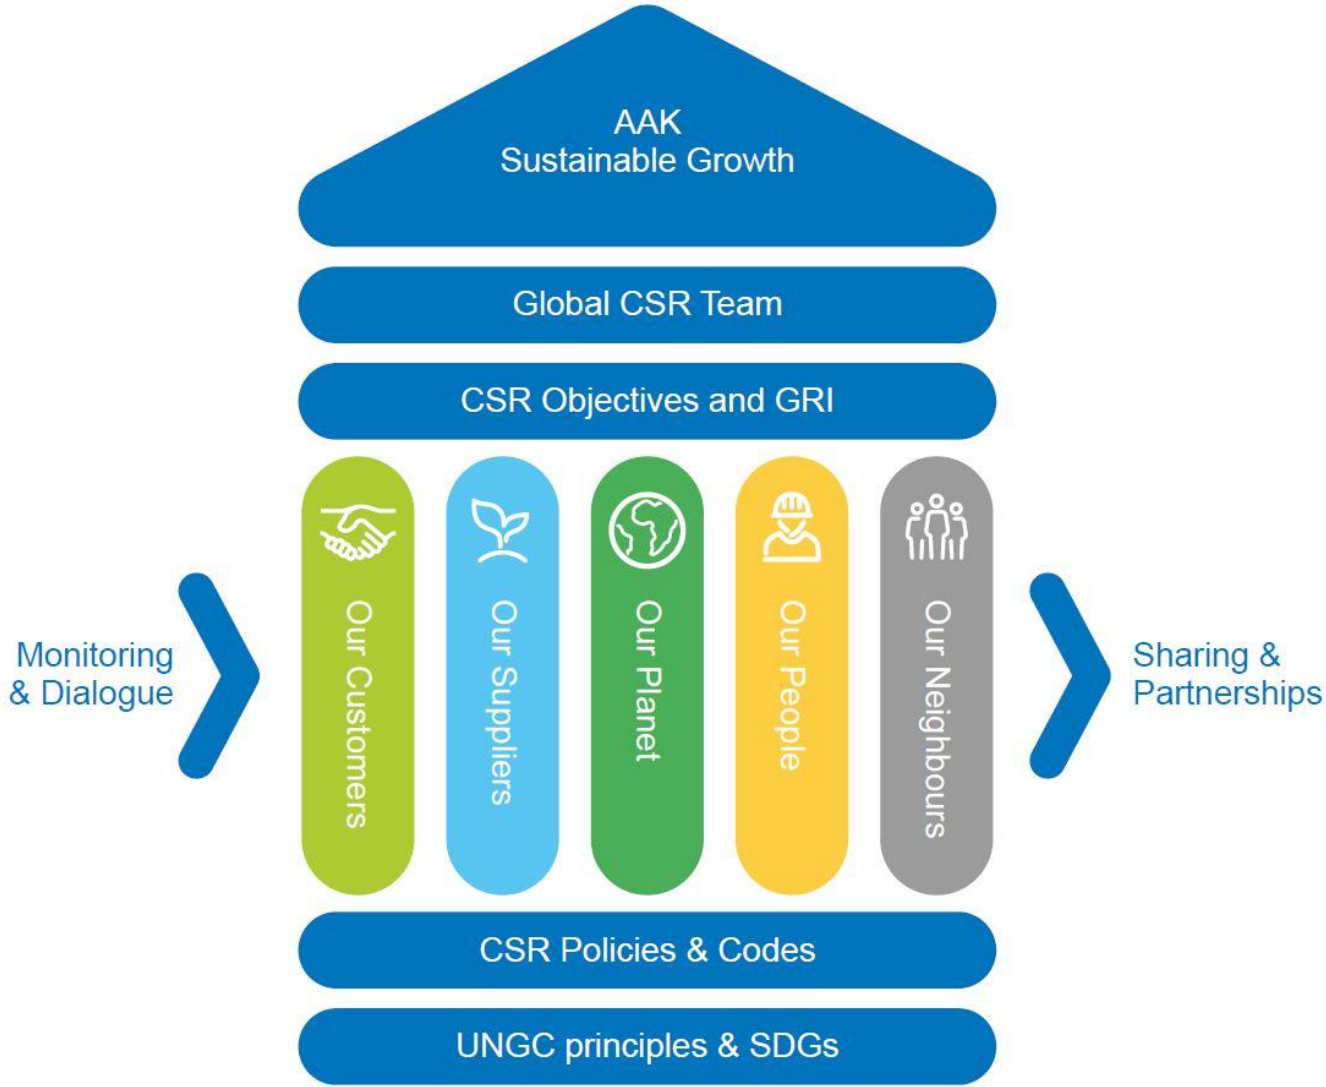 AAK
Sustainable Growth
Global CSR Team
CSR Objectives and GRI
Monitoring
& Dialogue
Our Customers
Our Suppliers
Our Planet
Our People
Our Neighbours
Sharing &
Partnerships
CSR Policies & Codes
UNGC principles & SDGs